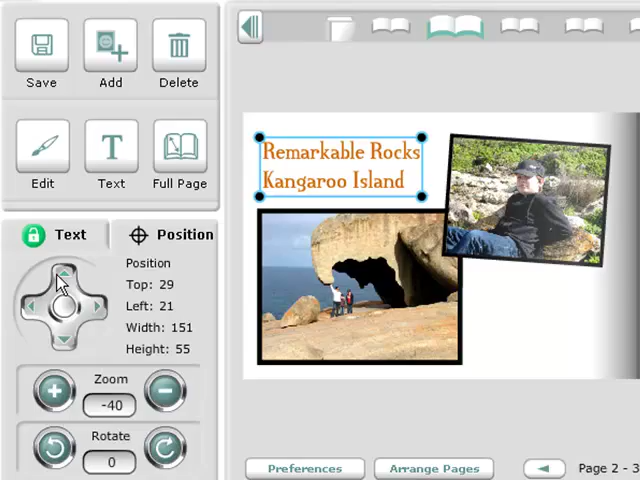 Save
Add
Delete
Edit
T
Text
Full Page
Text
Position
Position
Top: 29
Left: 21
Width: 151
Height: 55
Zoom
-40
Rotate
0
Remarkable Rocks
Kangaroo Island
Preferences
Arrange Pages
Page 2 - 3